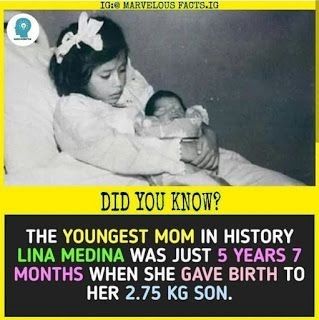 IG:@ MARVELOUS FACTS.IG
DID YOU KNOW?
THE YOUNGEST MOM IN HISTORY
LINA MEDINA WAS JUST 5 YEARS 7
MONTHS WHEN SHE GAVE BIRTH TO
HER 2.75 KG SON.